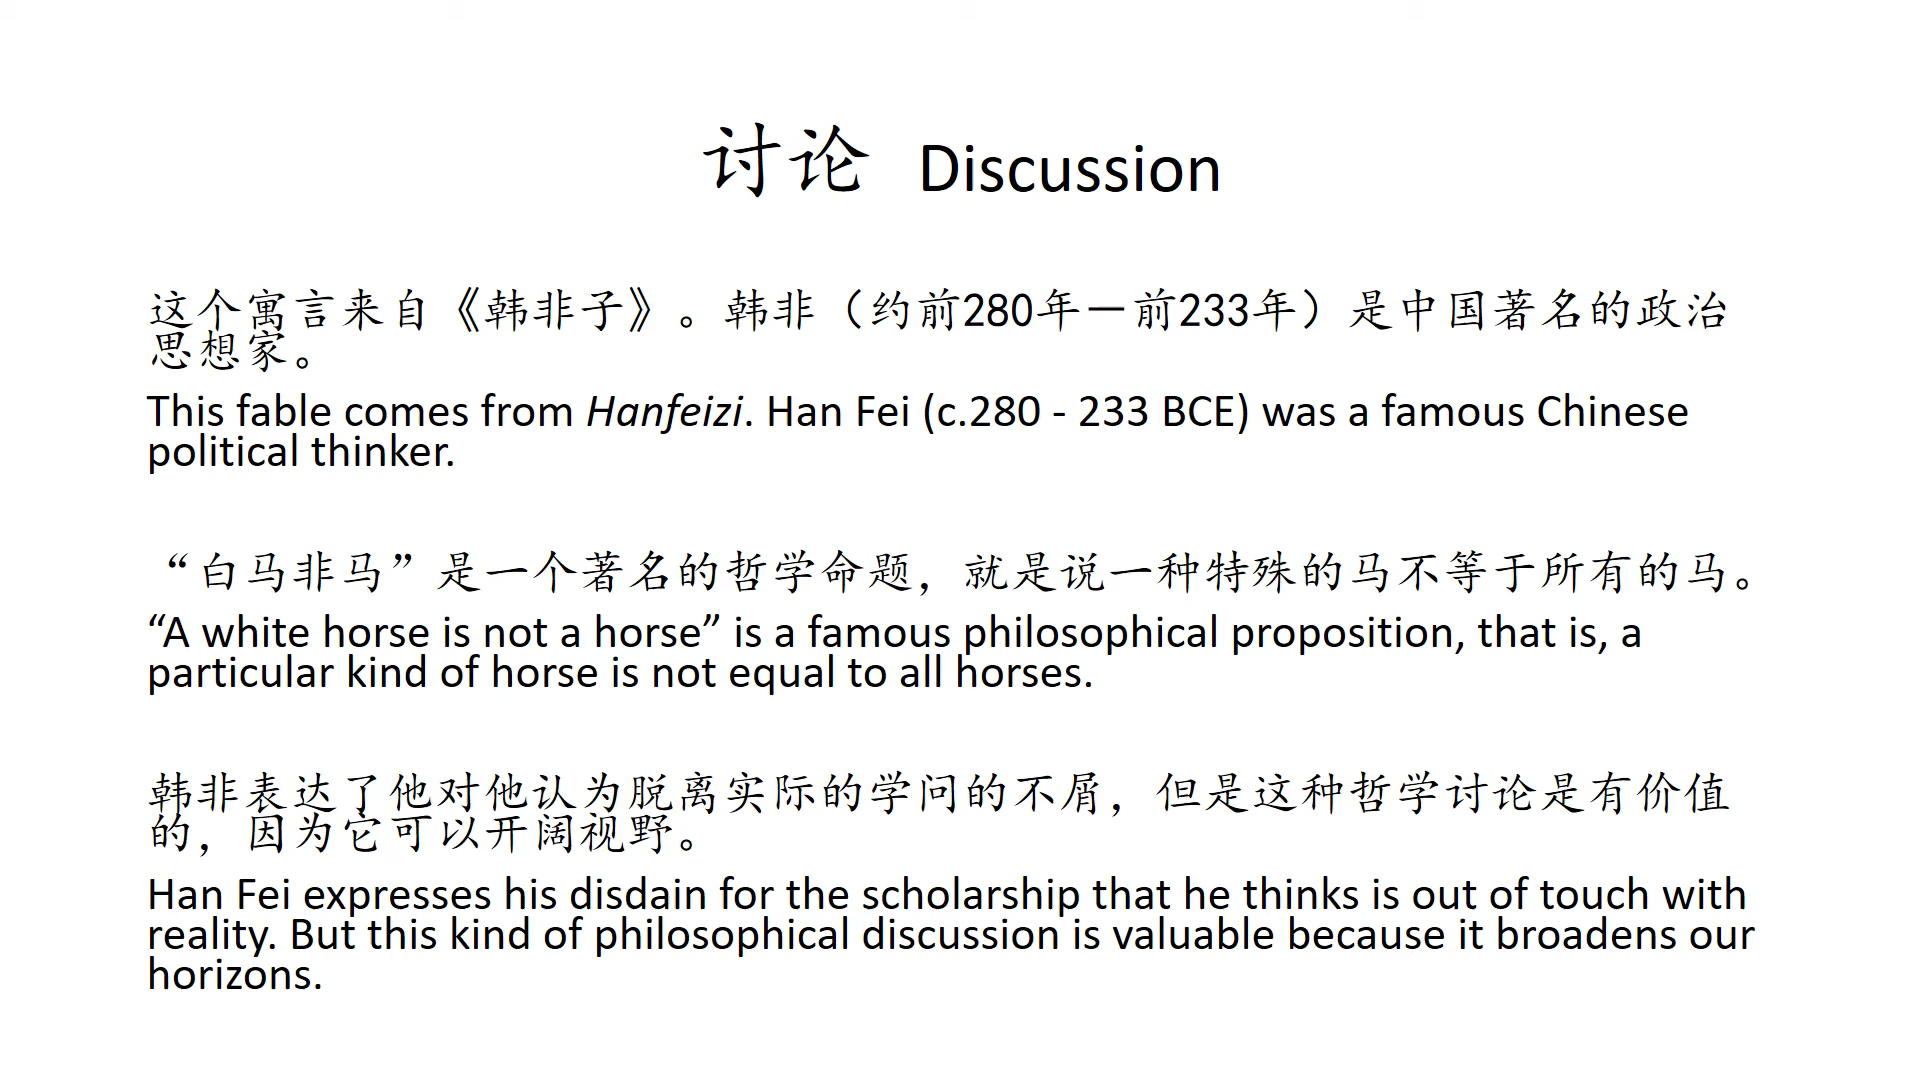 讨论 Discussion
这个寓言来自《韩非子》。韩非（约前280年－前233年）是中国著名的政治
思想家。
This fable comes from Hanfeizi. Han Fei (c.280 - 233 BCE) was a famous Chinese
political thinker.
“白马非马”是一个著名的哲学命题，就是说一种特殊的马不等于所有的马。
“A white horse is not a horse” is a famous philosophical proposition, that is, a
particular kind of horse is not equal to all horses.
韩非表达了他对他认为脱离实际的学问的不屑，但是这种哲学讨论是有价值
的，因为它可以开阔视野。
Han Fei expresses his disdain for the scholarship that he thinks is out of touch with
reality. But this kind of philosophical discussion is valuable because it broadens our
horizons.